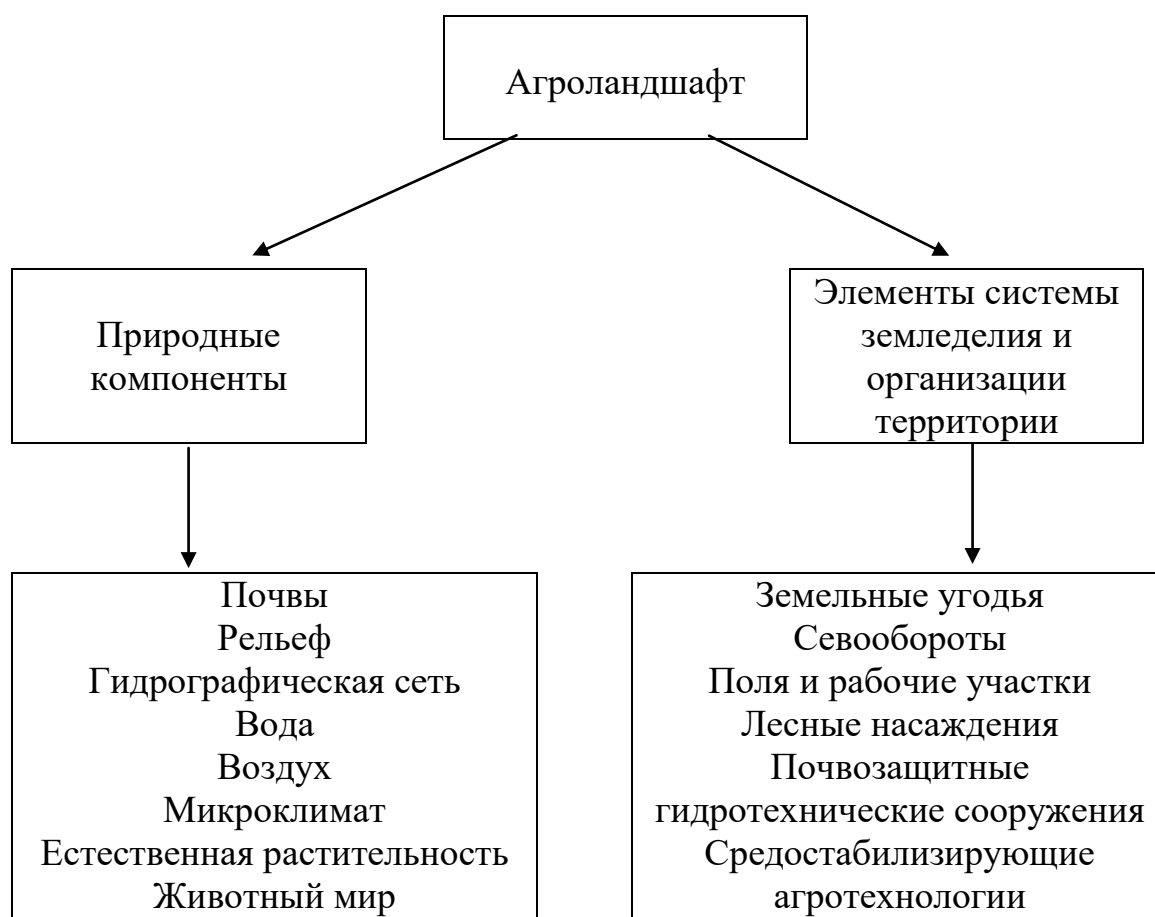 Агроландшафт
Природные
компоненты
Элементы системы
земледелия и
организации
территории
Почвы
Рельеф
Гидрографическая сеть
Вода
Воздух
Микроклимат
Естественная растительность
Животный мир
Земельные угодья
Севообороты
Поля и рабочие участки
Лесные насаждения
Почвозащитные
гидротехнические сооружения
Средостабилизирующие
агротехнологии